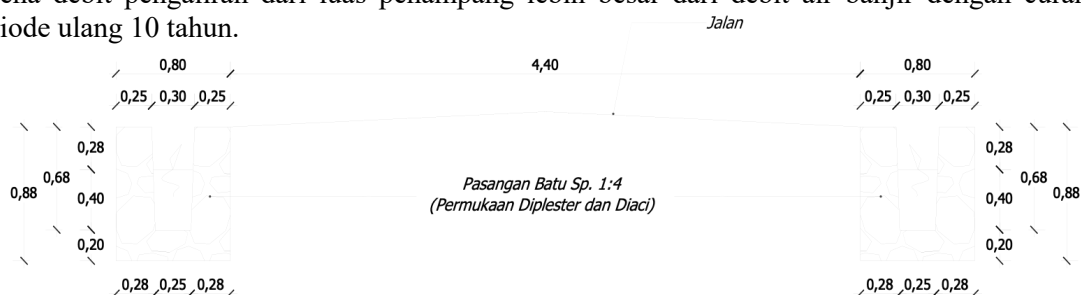 iode ulang 10 tahun.
Jalan
0,80 4,40 0,80
0,25 0,30 0,25 0,25 0,30 0,25
0,28 0,28
0,68 0,68
0,88 0,88
0,40 0,40
Pasangan Batu Sp. 1:4
(Permukaan Diplester dan Diaci)
0,20 0,20
0,28 0,25 0,28 0,28 0,25 0,28